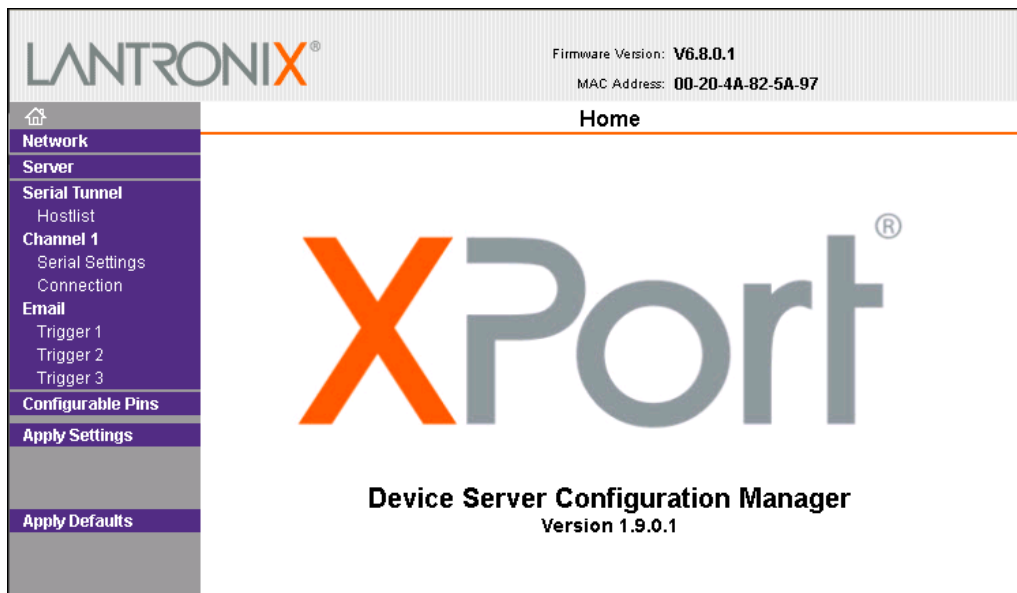 LANTRONIX®
Firmware Version: V6.8.0.1
MAC Address: 00-20-4A-82-5A-97
Home
Network
Server
Serial Tunnel
Hostlist
Channel 1
Serial Settings
Connection
Email
Trigger 1
Trigger 2
Trigger 3
Configurable Pins
Apply Settings
Apply Defaults
XPort®
Device Server Configuration Manager
Version 1.9.0.1